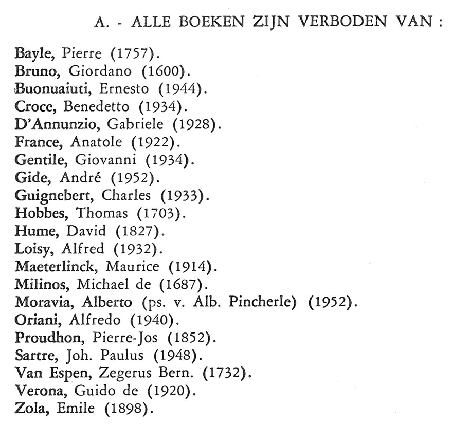 A. - ALLE BOEKEN ZIJN VERBODEN VAN :
Bayle, Pierre (1757).
Bruno, Giordano (1600).
Buonuaiuti, Ernesto (1944).
Croce, Benedetto (1934).
D'Annunzio, Gabriele (1928).
France, Anatole (1922).
Gentile, Giovanni (1934).
Gide, André (1952).
Guignebert, Charles (1933).
Hobbes, Thomas (1703).
Hume, David (1827).
Loisy, Alfred (1932).
Maeterlinck, Maurice (1914).
Milinos, Michael de (1687).
Moravia, Alberto (ps. v. Alb. Pincherle) (1952).
Oriani, Alfredo (1940).
Proudhon, Pierre-Jos (1852).
Sartre, Joh. Paulus (1948).
Van Espen, Zegerus Bern. (1732).
Verona, Guido de (1920).
Zola, Emile (1898).